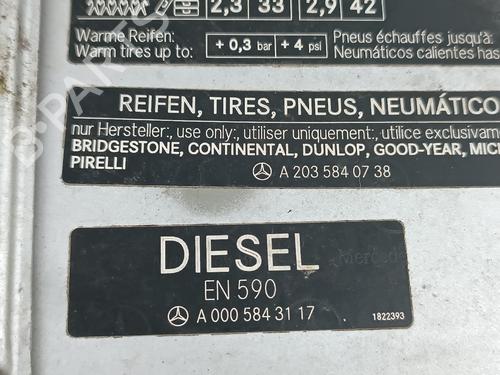 2,3 33 2,9 42
Warme Reifen: Pneus échauffés jusqu'à:
Warm tires up to: + 0,3 bar + 4 psi Neumáticos calientes has
REIFEN, TIRES, PNEUS, NEUMÁTICO
nur Hersteller:, use only:, utiliser uniquement:, utilice exclusivam
BRIDGESTONE, CONTINENTAL, DUNLOP, GOOD-YEAR, MIC
PIRELLI
A 203 584 07 38
DIESEL
Mercede
EN 590
A 000 584 31 17 1822393
B-PARTS